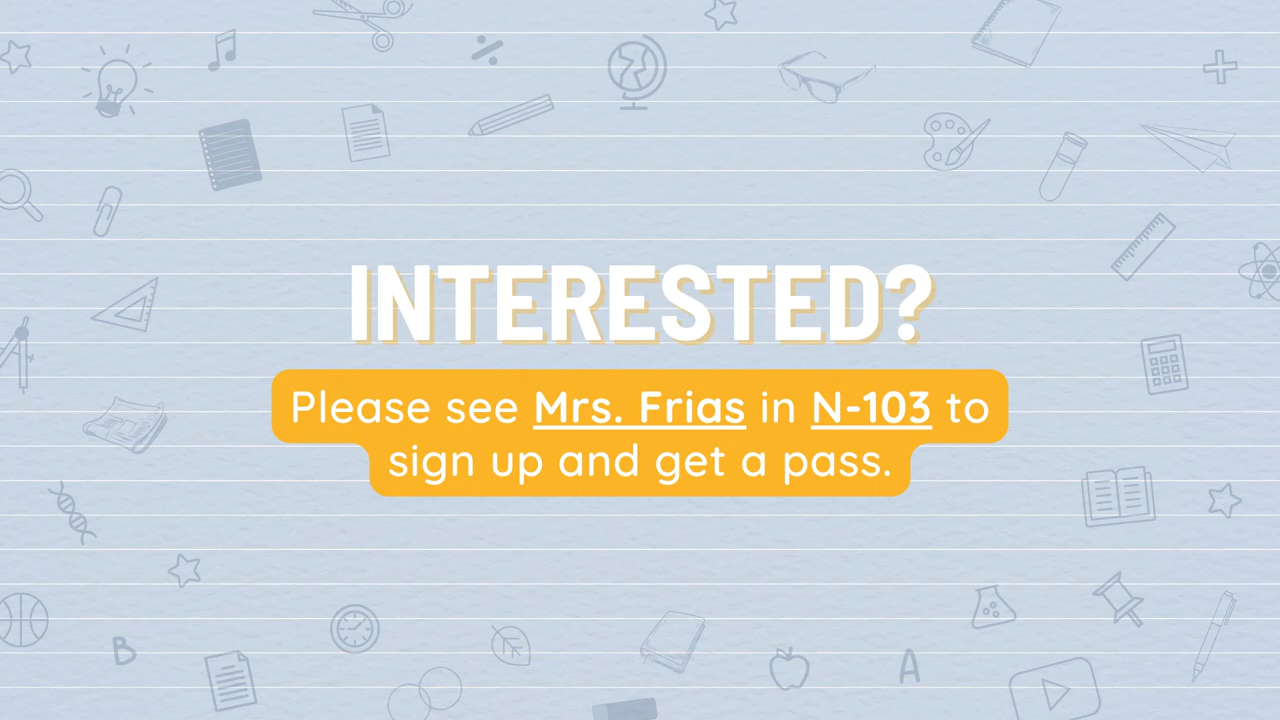 INTERESTED?
Please see Mrs. Frias in N-103 to
sign up and get a pass.
B
A